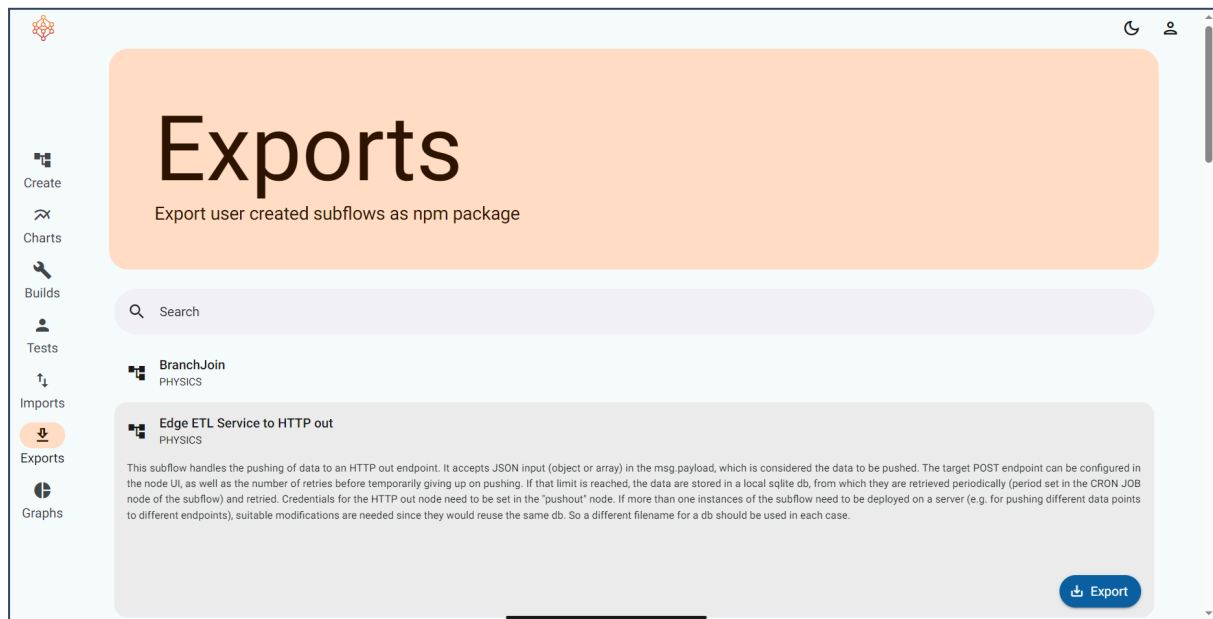 Exports
Export user created subflows as npm package
Create
Charts
Builds
Tests
Imports
Exports
Graphs
Search
BranchJoin
PHYSICS
Edge ETL Service to HTTP out
PHYSICS
This subflow handles the pushing of data to an HTTP out endpoint. It accepts JSON input (object or array) in the msg.payload, which is considered the data to be pushed. The target POST endpoint can be configured in
the node UI, as well as the number of retries before temporarily giving up on pushing. If that limit is reached, the data are stored in a local sqlite db, from which they are retrieved periodically (period set in the CRON JOB
node of the subflow) and retried. Credentials for the HTTP out node need to be set in the "pushout" node. If more than one instances of the subflow need to be deployed on a server (e.g. for pushing different data points
to different endpoints), suitable modifications are needed since they would reuse the same db. So a different filename for a db should be used in each case.
Export